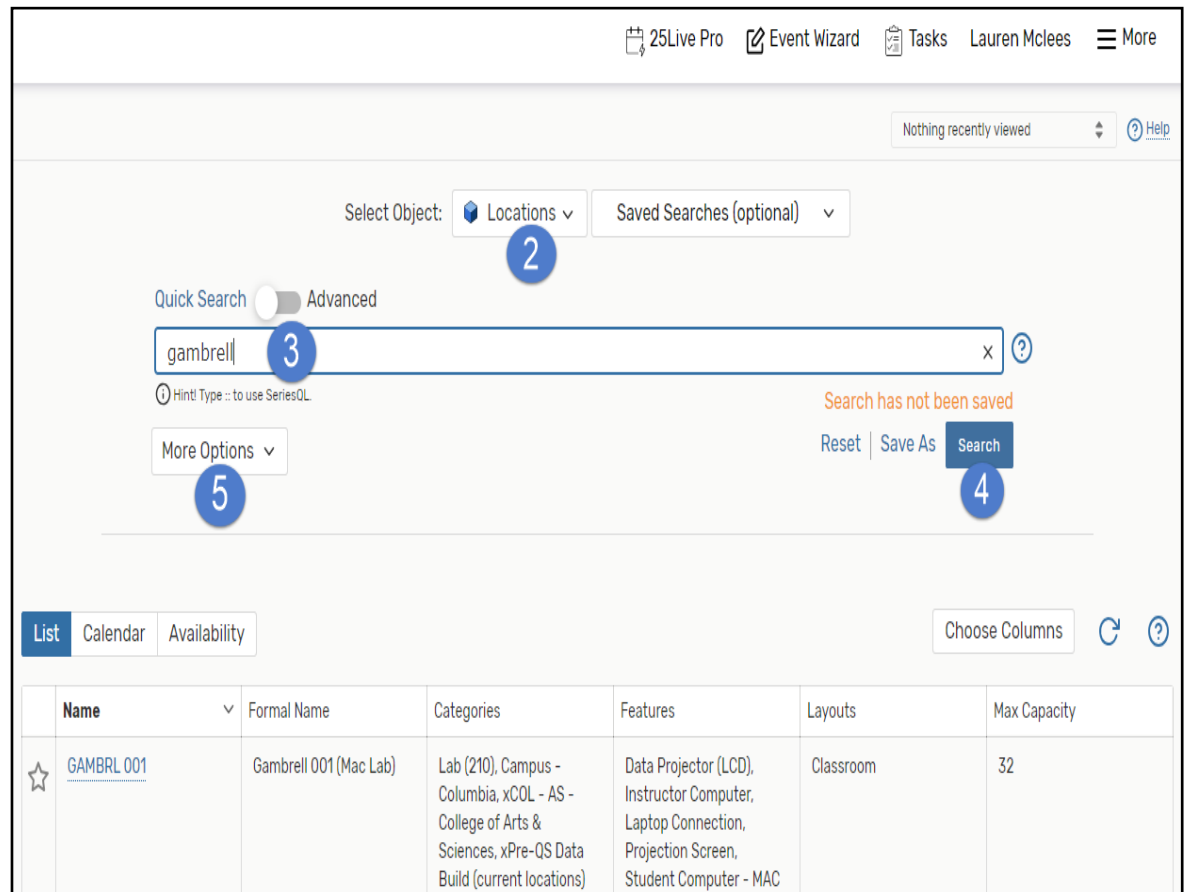 25Live Pro Event Wizard Tasks Lauren Mclees More
Nothing recently viewed Help
Select Object: Locations Saved Searches (optional)
2
Quick Search Advanced
gambrell 3 x ?
Hint! Type :: to use SeriesQL.
Search has not been saved
More Options Reset | Save As Search
5 4
List Calendar Availability Choose Columns ?
Name Formal Name Categories Features Layouts Max Capacity
GAMBRL 001 Gambrell 001 (Mac Lab) Lab (210), Campus - Data Projector (LCD), Classroom 32
Columbia, xCOL - AS - Instructor Computer,
College of Arts & Laptop Connection,
Sciences, xPre-QS Data Projection Screen,
Build (current locations) Student Computer - MAC